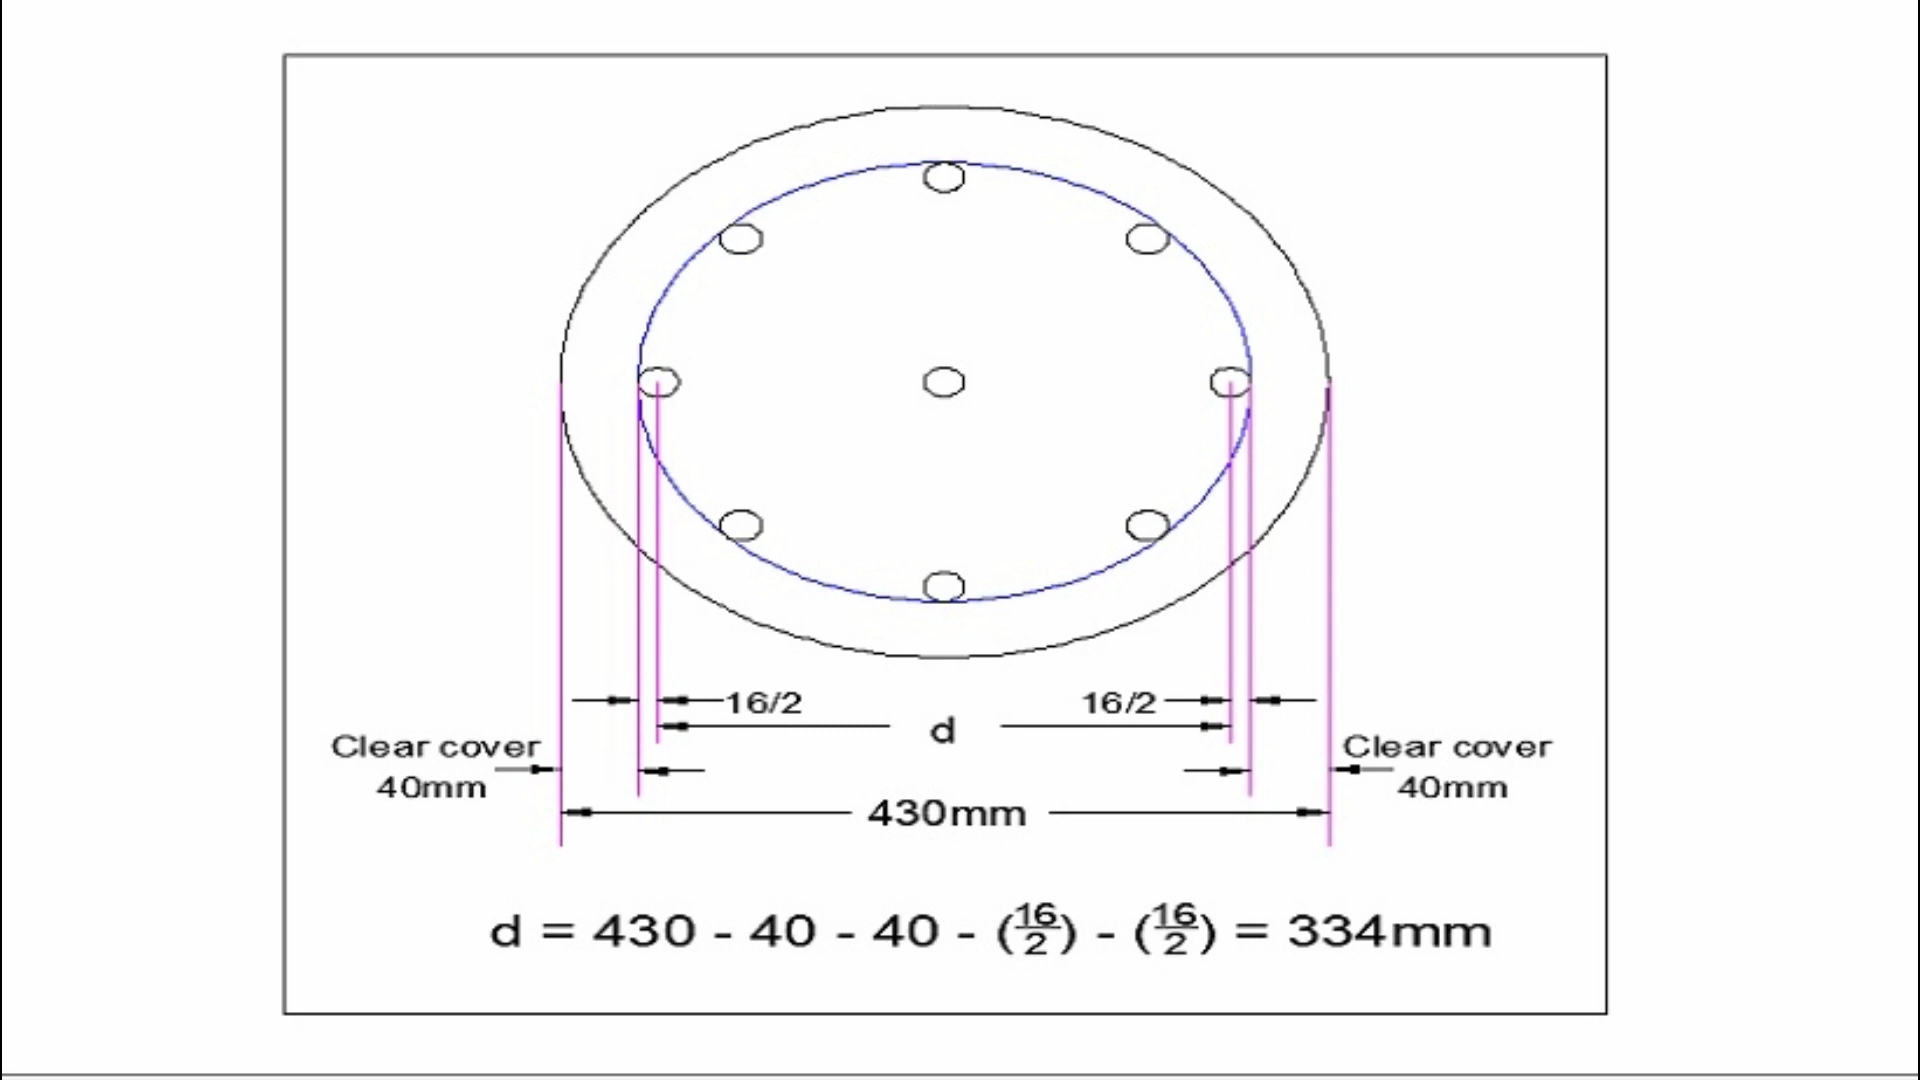 16/2 16/2
d
Clear cover Clear cover
40mm 40mm
430mm
d = 430 - 40 - 40 - (16/2) - (16/2) = 334mm